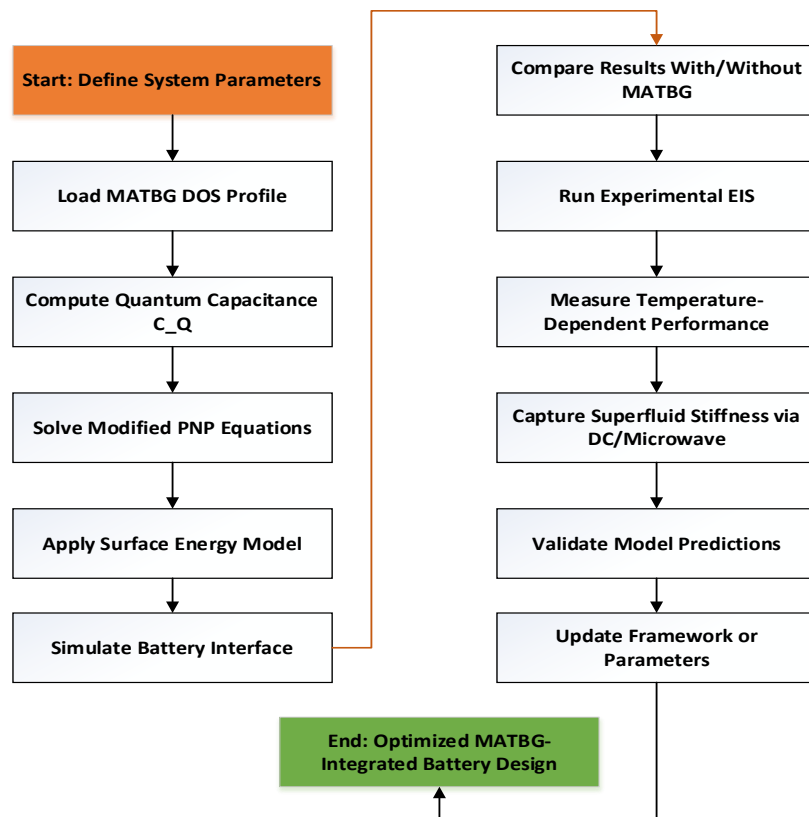 Start: Define System Parameters
Load MATBG DOS Profile
Compute Quantum Capacitance
C_Q
Solve Modified PNP Equations
Apply Surface Energy Model
Simulate Battery Interface
Compare Results With/Without
MATBG
Run Experimental EIS
Measure Temperature-
Dependent Performance
Capture Superfluid Stiffness via
DC/Microwave
Validate Model Predictions
Update Framework or
Parameters
End: Optimized MATBG-
Integrated Battery Design